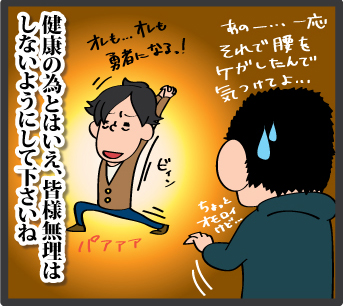 あのー…、一応
それで腰を
ケガしたんで
気つけてよ…
オレも…オレも
勇者になる、!
ビィン
パアァァ
ちょっと
オモロイ
けど…
健康の為とはいえ、皆様無理は
しないようにして下さいね